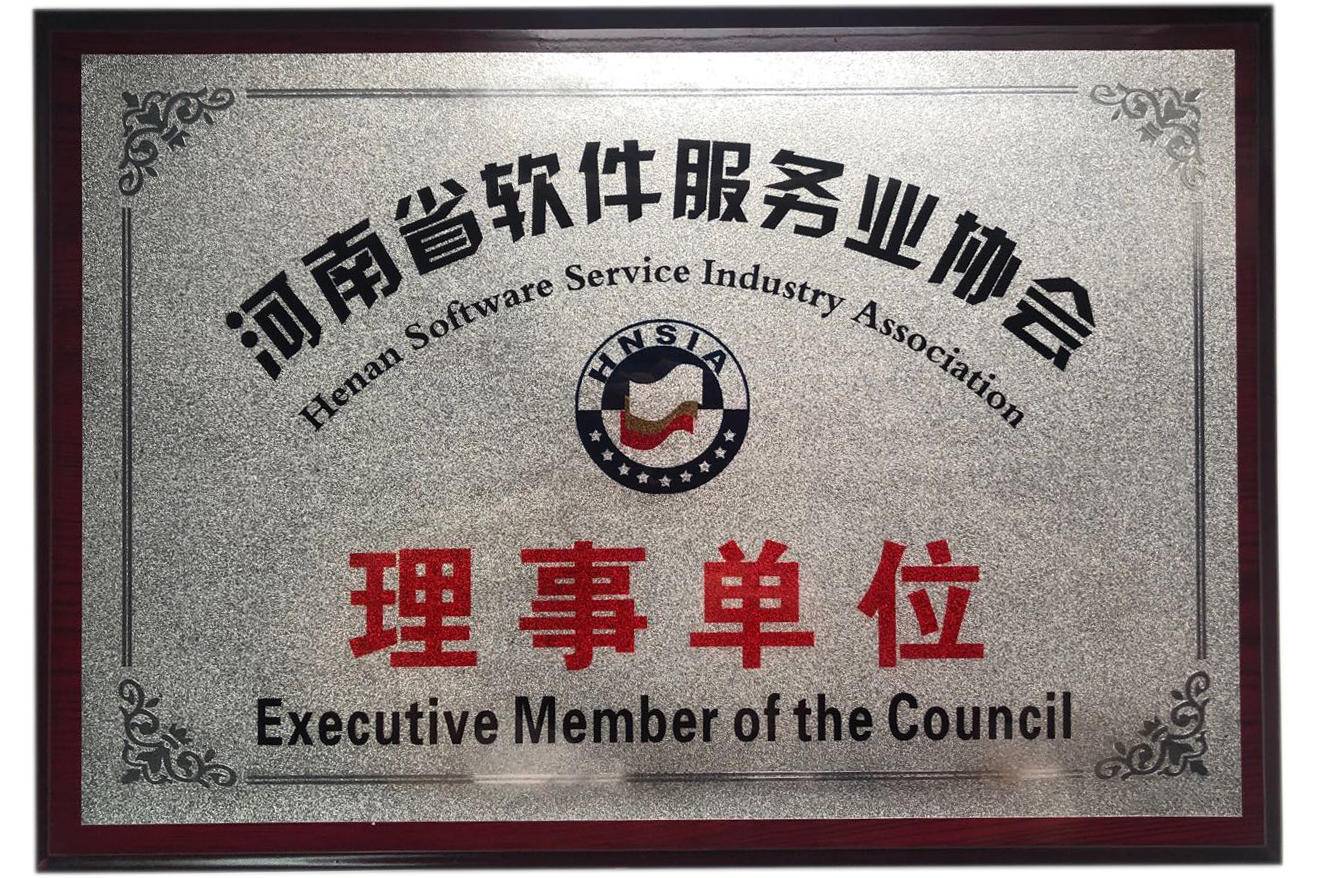 河南省软件服务业协会
Henan Software Service Industry Association
HNSIA
理事单位
Executive Member of the Council